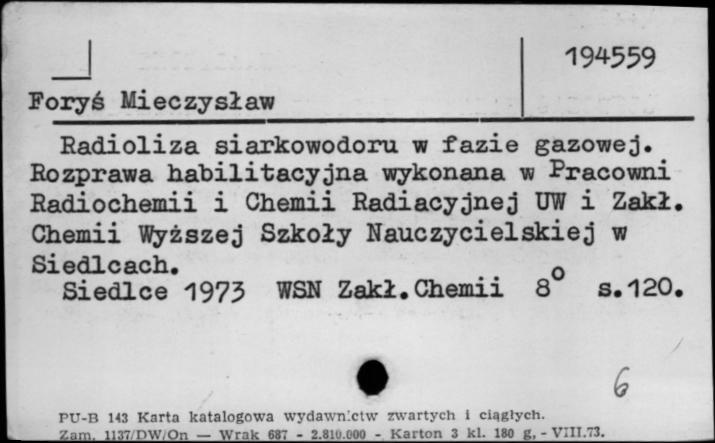 194559
Foryś Mieczysław
Radioliza siarkowodoru w fazie gazowej.
Rozprawa habilitacyjna wykonana w Pracowni
Radiochemii i Chemii Radiacyjnej UW i Zakł.
Chemii Wyższej Szkoły Nauczycielskiej w
Siedlcach.
Siedlce 1973 WSN Zakł.Chemii 8° s.120.
6
PU-B 143 Karta katalogowa wydawnictw zwartych i ciągłych.
Zam. 1137/DW/On — Wrak 687 - 2.810.000 - Karton 3 kl. 180 g, - VIII.73.